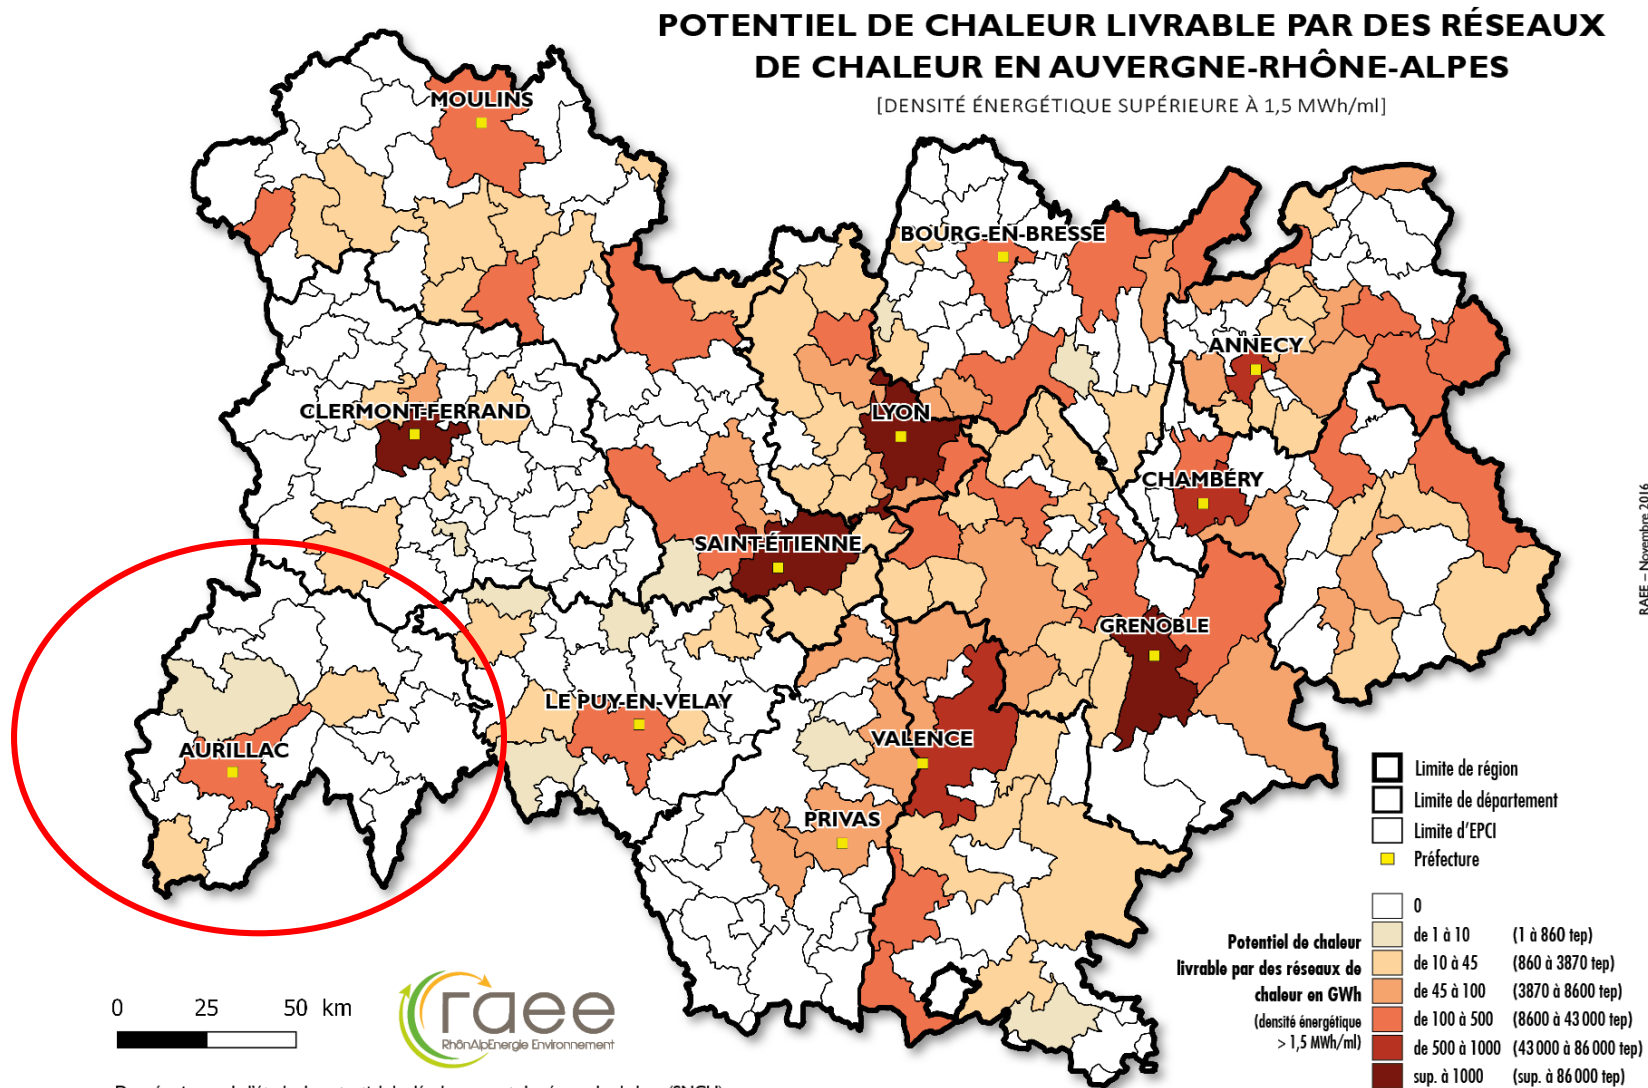 POTENTIEL DE CHALEUR LIVRABLE PAR DES RÉSEAUX
DE CHALEUR EN AUVERGNE-RHÔNE-ALPES
[DENSITÉ ÉNERGÉTIQUE SUPÉRIEURE À 1,5 MWh/ml]
MOULINS
BOURG-EN-BRESSE
ANNECY
CLERMONT-FERRAND
LYON
CHAMBÉRY
SAINT-ÉTIENNE
GRENOBLE
LE PUY-EN-VELAY
AURILLAC
VALENCE
PRIVAS
RAEE – Novembre 2016
Limite de région
Limite de département
Limite d'EPCI
Préfecture
Potentiel de chaleur
livrable par des réseaux de
chaleur en GWh
(densité énergétique
> 1,5 MWh/ml)
0
de 1 à 10 (1 à 860 tep)
de 10 à 45 (860 à 3870 tep)
de 45 à 100 (3870 à 8600 tep)
de 100 à 500 (8600 à 43 000 tep)
de 500 à 1000 (43 000 à 86 000 tep)
sup. à 1000 (sup. à 86 000 tep)
0 25 50 km
raee
RhônAlpEnergie Environnement